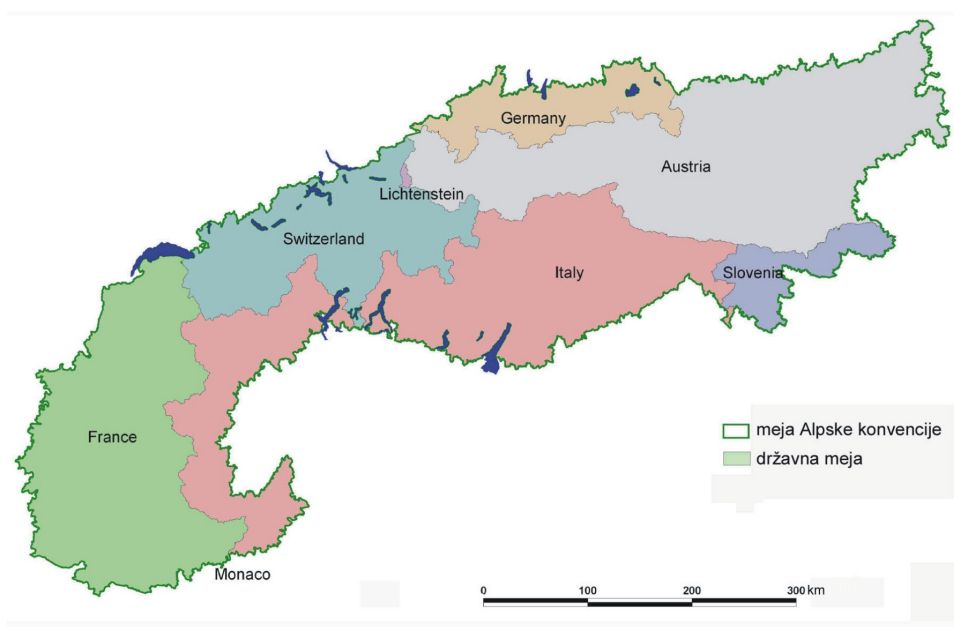 Germany
Austria
Lichtenstein
Switzerland
Italy
Slovenia
France
meja Alpske konvencije
državna meja
Monaco
0 100 200 300 km